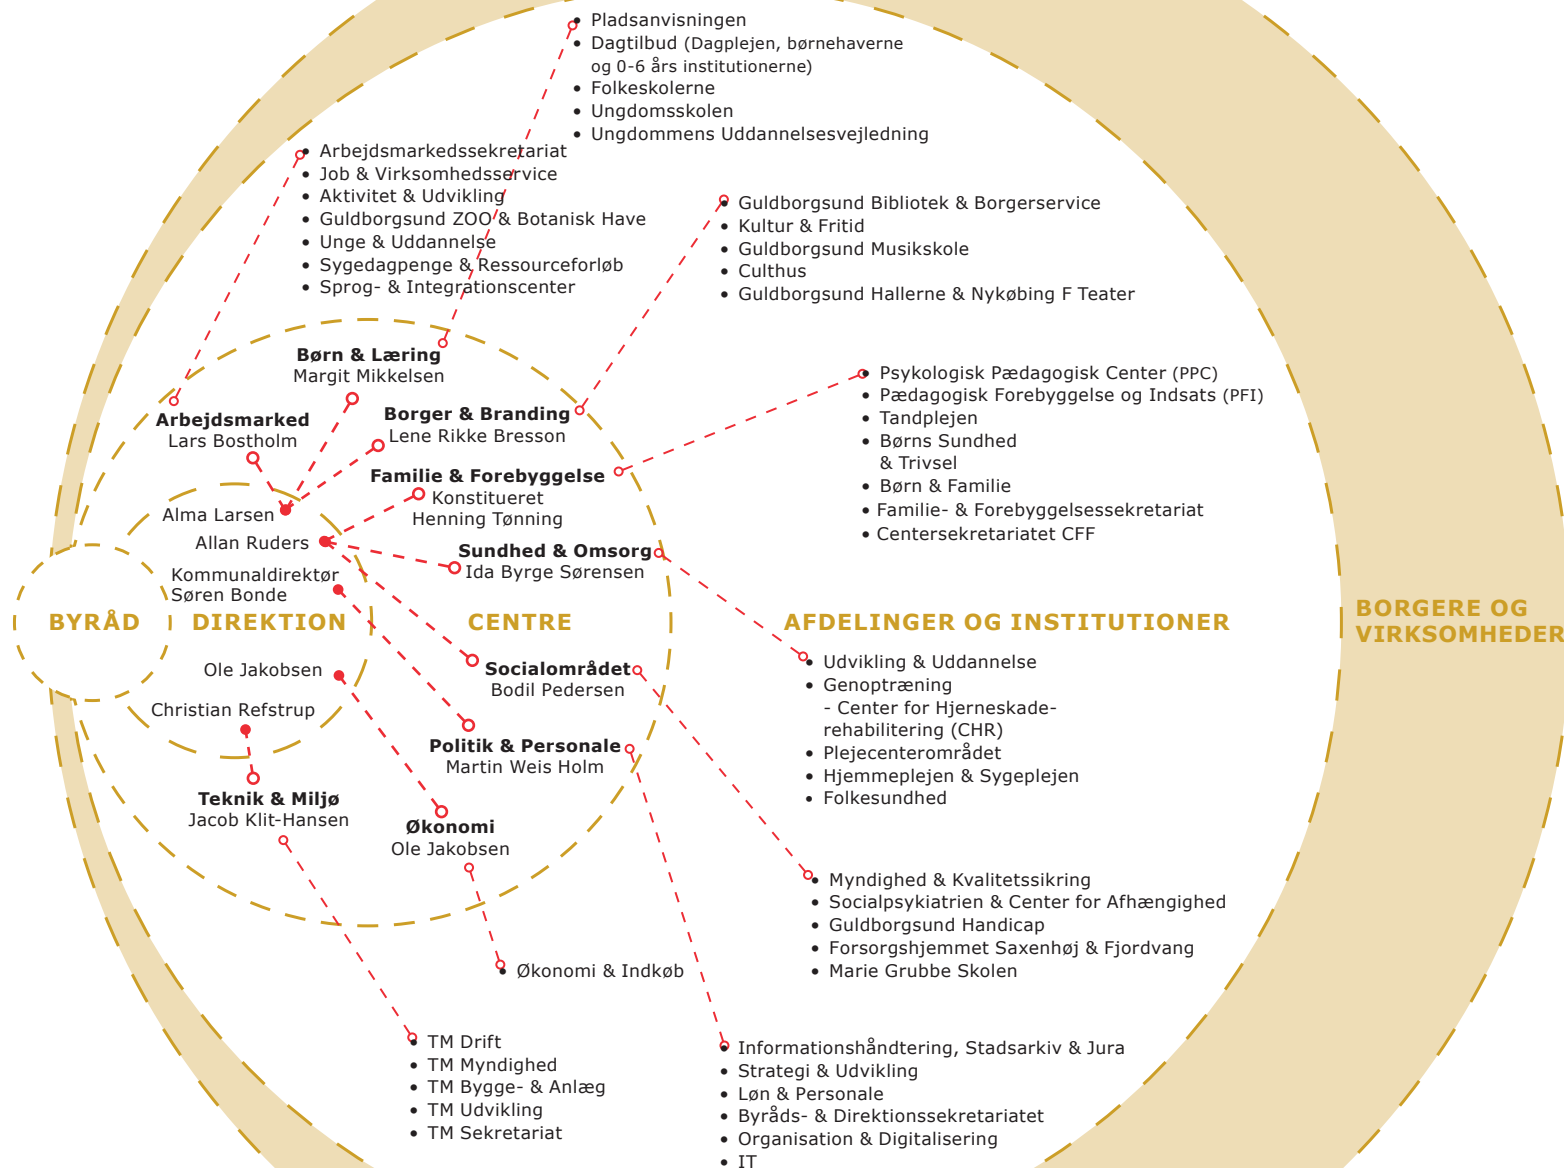 • Pladsanvisningen
• Dagtilbud (Dagplejen, børnehaverne
og 0-6 års institutionerne)
• Folkeskolerne
• Ungdomsskolen
• Ungdommens Uddannelsesvejledning
• Arbejdsmarkedssekretariat
• Job & Virksomhedsservice
• Aktivitet & Udvikling
• Guldborgsund ZOO & Botanisk Have
• Unge & Uddannelse
• Sygedagpenge & Ressourceforløb
• Sprog- & Integrationscenter
• Guldborgsund Bibliotek & Borgerservice
• Kultur & Fritid
• Guldborgsund Musikskole
• Culthus
• Guldborgsund Hallerne & Nykøbing F Teater
Børn & Læring
Margit Mikkelsen
Arbejdsmarked
Lars Bostholm
Borger & Branding
Lene Rikke Bresson
Familie & Forebyggelse
Konstitueret
Henning Tønning
• Psykologisk Pædagogisk Center (PPC)
• Pædagogisk Forebyggelse og Indsats (PFI)
• Tandplejen
• Børns Sundhed
& Trivsel
• Børn & Familie
• Familie- & Forebyggelsessekretariat
• Centersekretariatet CFF
Alma Larsen
Allan Ruders
Sundhed & Omsorg
Ida Byrge Sørensen
Kommunaldirektør
Søren Bonde
BYRÅD
DIREKTION
CENTRE
AFDELINGER OG INSTITUTIONER
BORGERE OG
VIRKSOMHEDER
Ole Jakobsen
Christian Refstrup
Socialområdet
Bodil Pedersen
Politik & Personale
Martin Weis Holm
Teknik & Miljø
Jacob Klit-Hansen
Økonomi
Ole Jakobsen
• Udvikling & Uddannelse
• Genoptræning
- Center for Hjerneskade-
rehabilitering (CHR)
• Plejecenterområdet
• Hjemmeplejen & Sygeplejen
• Folkesundhed
• Myndighed & Kvalitetssikring
• Socialpsykiatrien & Center for Afhængighed
• Guldborgsund Handicap
• Forsorgshjemmet Saxenhøj & Fjordvang
• Marie Grubbe Skolen
• Økonomi & Indkøb
• TM Drift
• TM Myndighed
• TM Bygge- & Anlæg
• TM Udvikling
• TM Sekretariat
• Informationshåndtering, Stadsarkiv & Jura
• Strategi & Udvikling
• Løn & Personale
• Byråds- & Direktionssekretariatet
• Organisation & Digitalisering
• IT